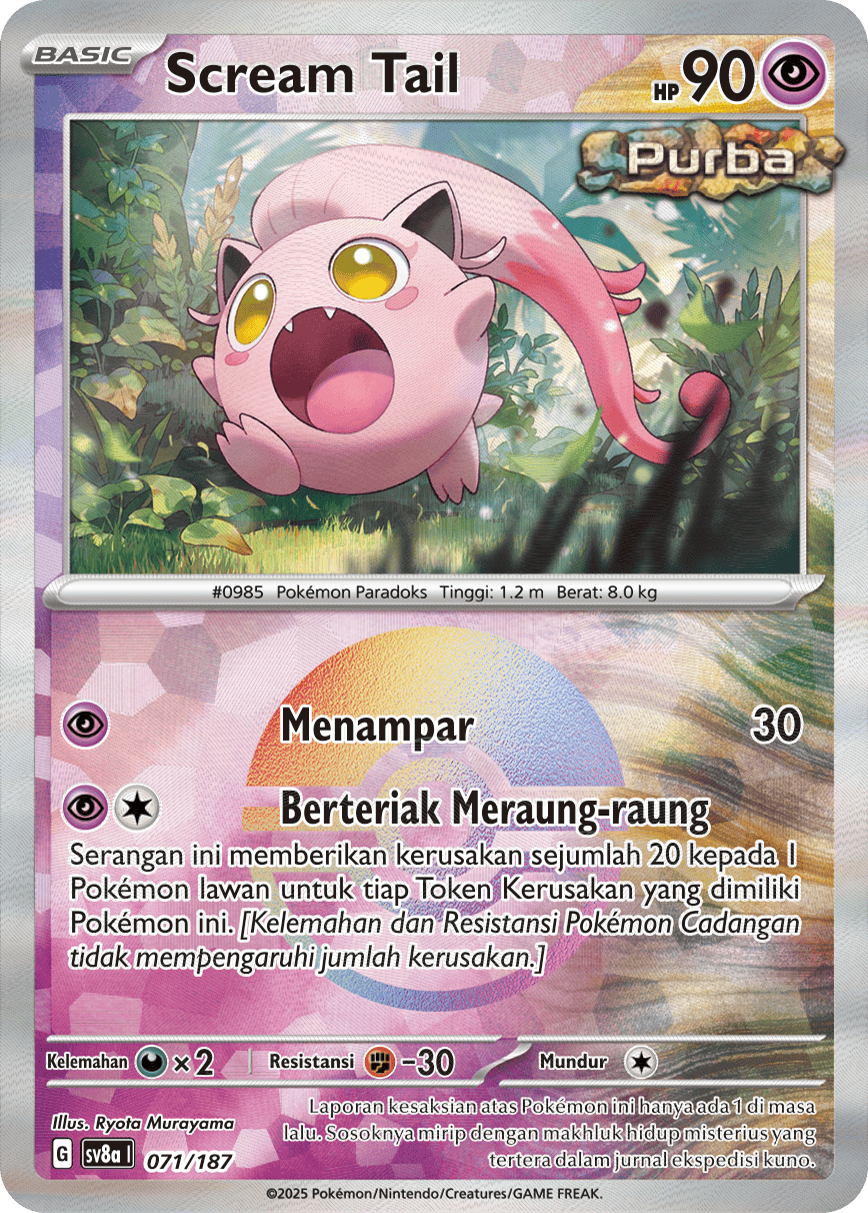 BASIC
Scream Tail
HP 90
Purba
#0985 Pokémon Paradoks Tinggi: 1.2 m Berat: 8.0 kg
Menampar 30
Berteriak Meraung-raung
Serangan ini memberikan kerusakan sejumlah 20 kepada 1
Pokémon lawan untuk tiap Token Kerusakan yang dimiliki
Pokémon ini. [Kelemahan dan Resistansi Pokémon Cadangan
tidak mempengaruhi jumlah kerusakan.]
Kelemahan ×2 Resistansi -30 Mundur
Illus. Ryota Murayama
G sv8a I 071/187
Laporan kesaksian atas Pokémon ini hanya ada 1 di masa
lalu. Sosoknya mirip dengan makhluk hidup misterius yang
tertera dalam jurnal ekspedisi kuno.
©2025 Pokémon/Nintendo/Creatures/GAME FREAK.